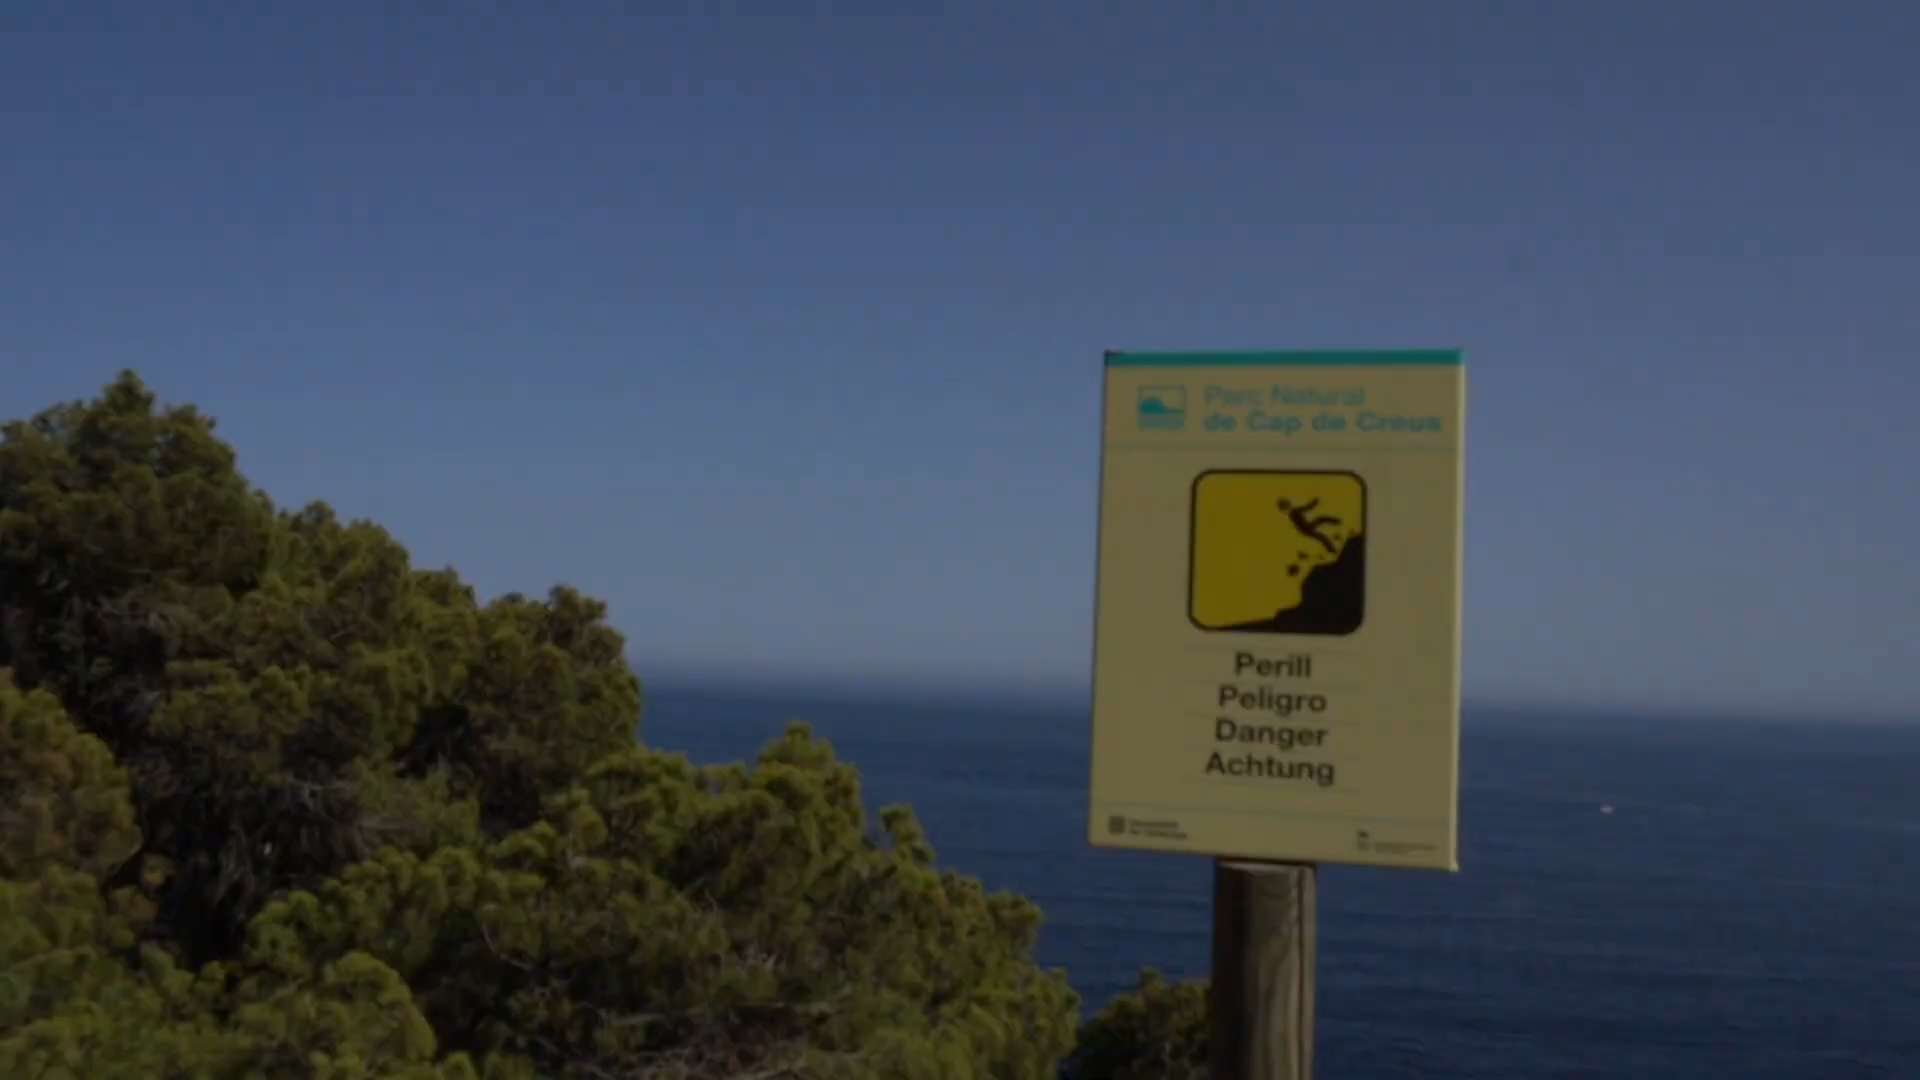 Parc Natural
de Cap de Creus
Perill
Peligro
Danger
Achtung